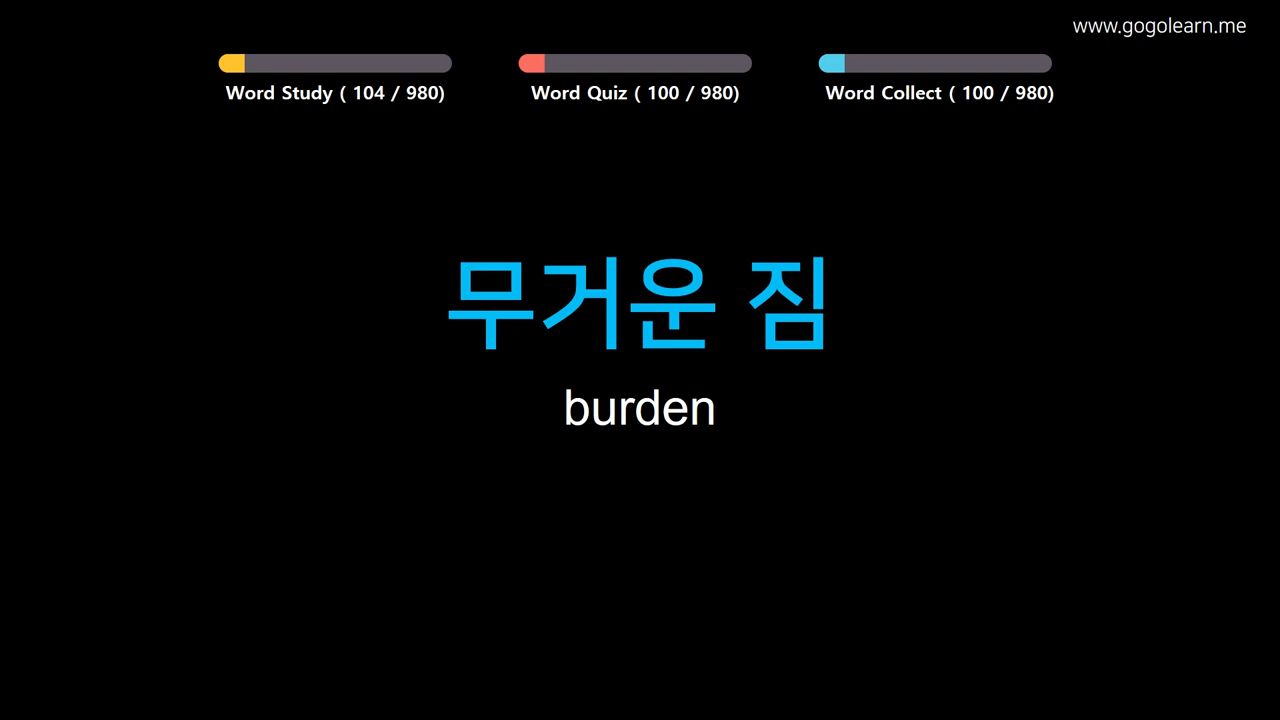 www.gogolearn.me
Word Study ( 104 / 980)
Word Quiz ( 100 / 980)
Word Collect ( 100 / 980)
무거운 짐
burden